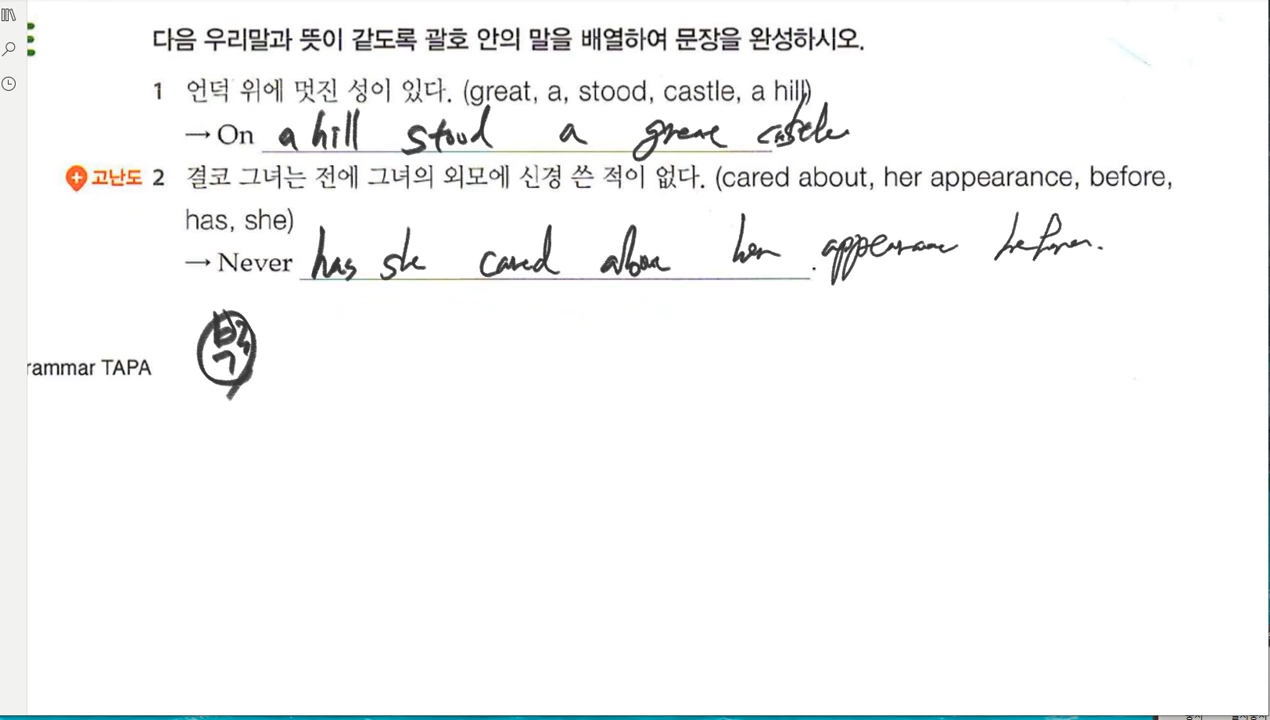 다음 우리말과 뜻이 같도록 괄호 안의 말을 배열하여 문장을 완성하시오.
1 언덕 위에 멋진 성이 있다. (great, a, stood, castle, a hill)
→ On a hill stood a great castle
고난도 2 결코 그녀는 전에 그녀의 외모에 신경 쓴 적이 없다. (cared about, her appearance, before,
has, she)
→ Never has she cared about her appearance before.
rammar TAPA